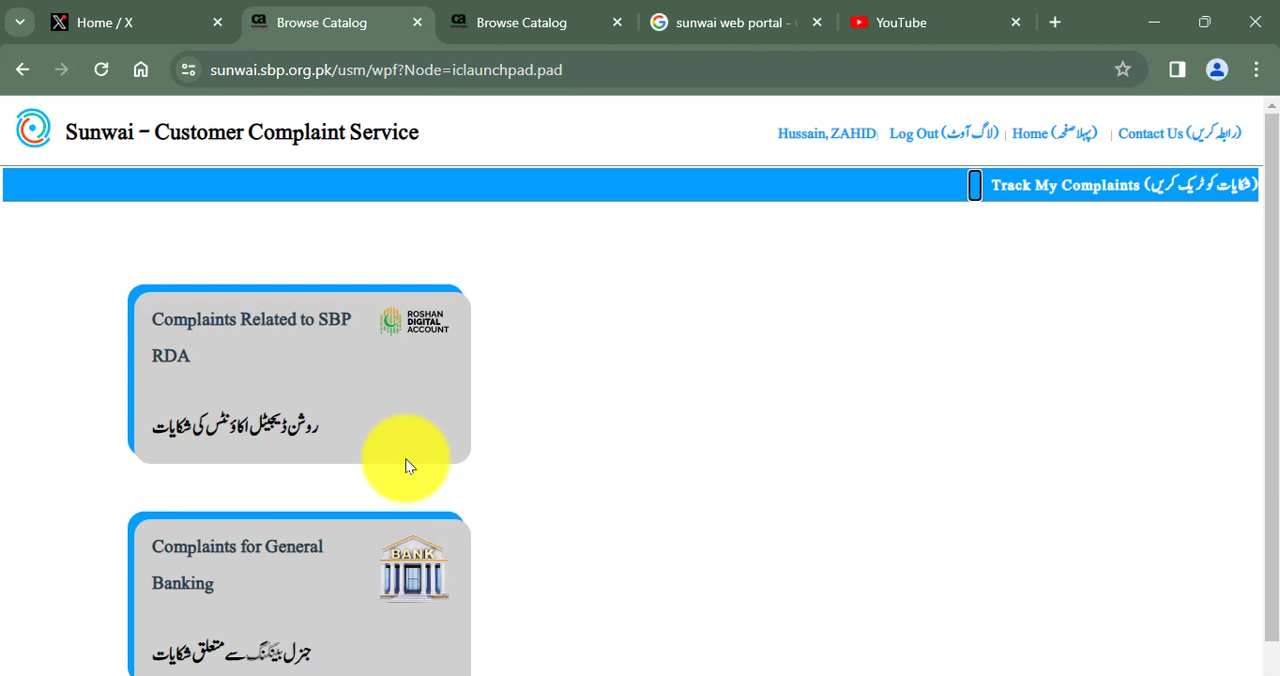 Home / X
Browse Catalog
Browse Catalog
sunwai web portal -
YouTube
sunwai.sbp.org.pk/usm/wpf?Node=iclaunchpad.pad
Sunwai – Customer Complaint Service
Hussain, ZAHID| Log Out (لاگ آوٹ) | Home (پہلا صفحہ) | Contact Us (رابطہ کریں)
Track My Complaints (شکایات کو ٹریک کریں)
Complaints Related to SBP
RDA
ROSHAN
DIGITAL
ACCOUNT
روشن ڈیجیٹل اکاؤنٹس کی شکایات
Complaints for General
Banking
BANK
جنرل بینکنگ سے متعلق شکایات